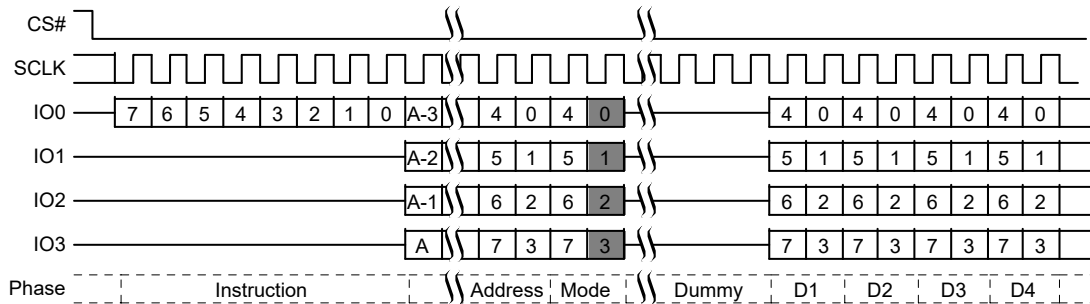 CS#
SCLK
IO0 7 6 5 4 3 2 1 0 A-3 4 0 4 0 4 0 4 0 4 0 4 0
IO1 A-2 5 1 5 1 5 1 5 1 5 1 5 1
IO2 A-1 6 2 6 2 6 2 6 2 6 2 6 2
IO3 A 7 3 7 3 7 3 7 3 7 3 7 3
Phase Instruction Address Mode Dummy D1 D2 D3 D4